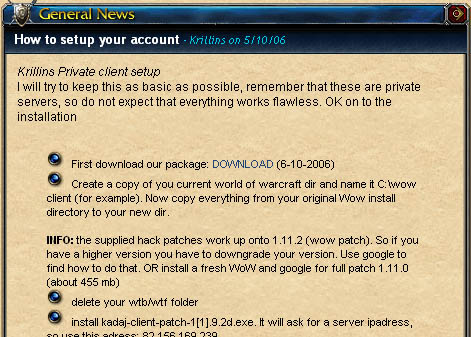 General News
How to setup your account - Krillins on 5/10/06
Krillins Private client setup
I will try to keep this as basic as possible, remember that these are private
servers, so do not expect that everything works flawless. OK on to the
installation
First download our package: DOWNLOAD (6-10-2006)
Create a copy of you current world of warcraft dir and name it C:\wow
client (for example). Now copy everything from your original Wow install
directory to your new dir.
INFO: the supplied hack patches work up onto 1.11.2 (wow patch). So if you
have a higher version you have to downgrade your version. Use google to
find how to do that. OR install a fresh WoW and google for full patch 1.11.0
(about 455 mb)
delete your wtb/wtf folder
install kadaj-client-patch-1[1].9.2d.exe. It will ask for a server ipadress,
so use this adress: 82.156.169.239